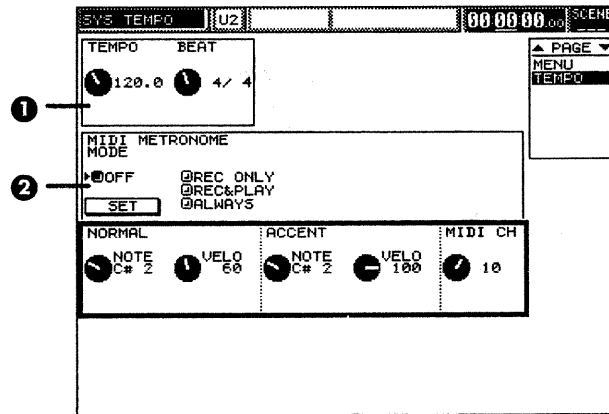 SYS TEMPO U2 00 00 00.00 SCENE
TEMPO BEAT
120.0 4/ 4
▲ PAGE ▼
MENU
TEMPO
1
MIDI METRONOME
MODE
OFF REC ONLY
REC&PLAY
SET ALWAYS
2
NORMAL ACCENT MIDI CH
NOTE C# 2 VELO 60 NOTE C# 2 VELO 100 10